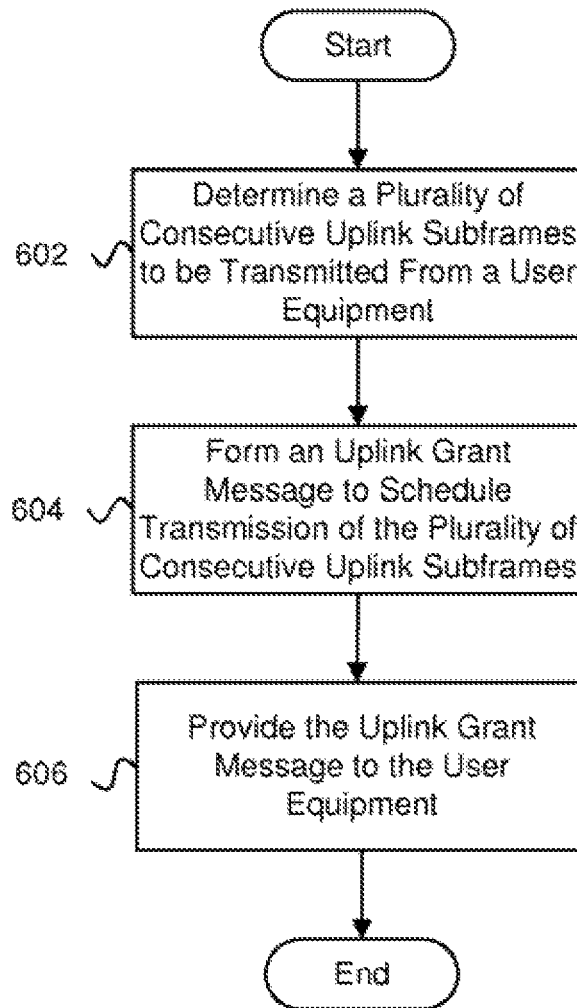 Start
602
Determine a Plurality of
Consecutive Uplink Subframes
to be Transmitted From a User
Equipment
604
Form an Uplink Grant
Message to Schedule
Transmission of the Plurality of
Consecutive Uplink Subframes
606
Provide the Uplink Grant
Message to the User
Equipment
End